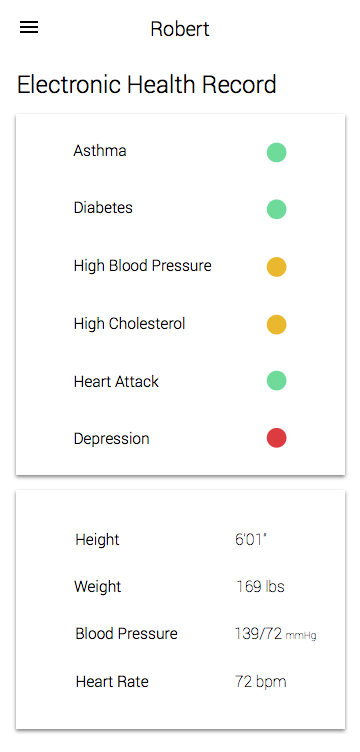 Robert
Electronic Health Record
Asthma
Diabetes
High Blood Pressure
High Cholesterol
Heart Attack
Depression
Height 6'01"
Weight 169 lbs
Blood Pressure 139/72 mmHg
Heart Rate 72 bpm